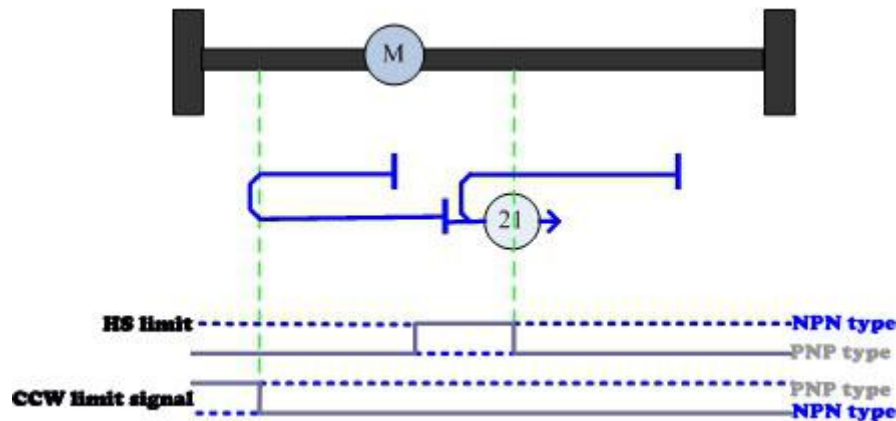 M
21
HS limit
NPN type
PNP type
CCW limit signal
PNP type
NPN type